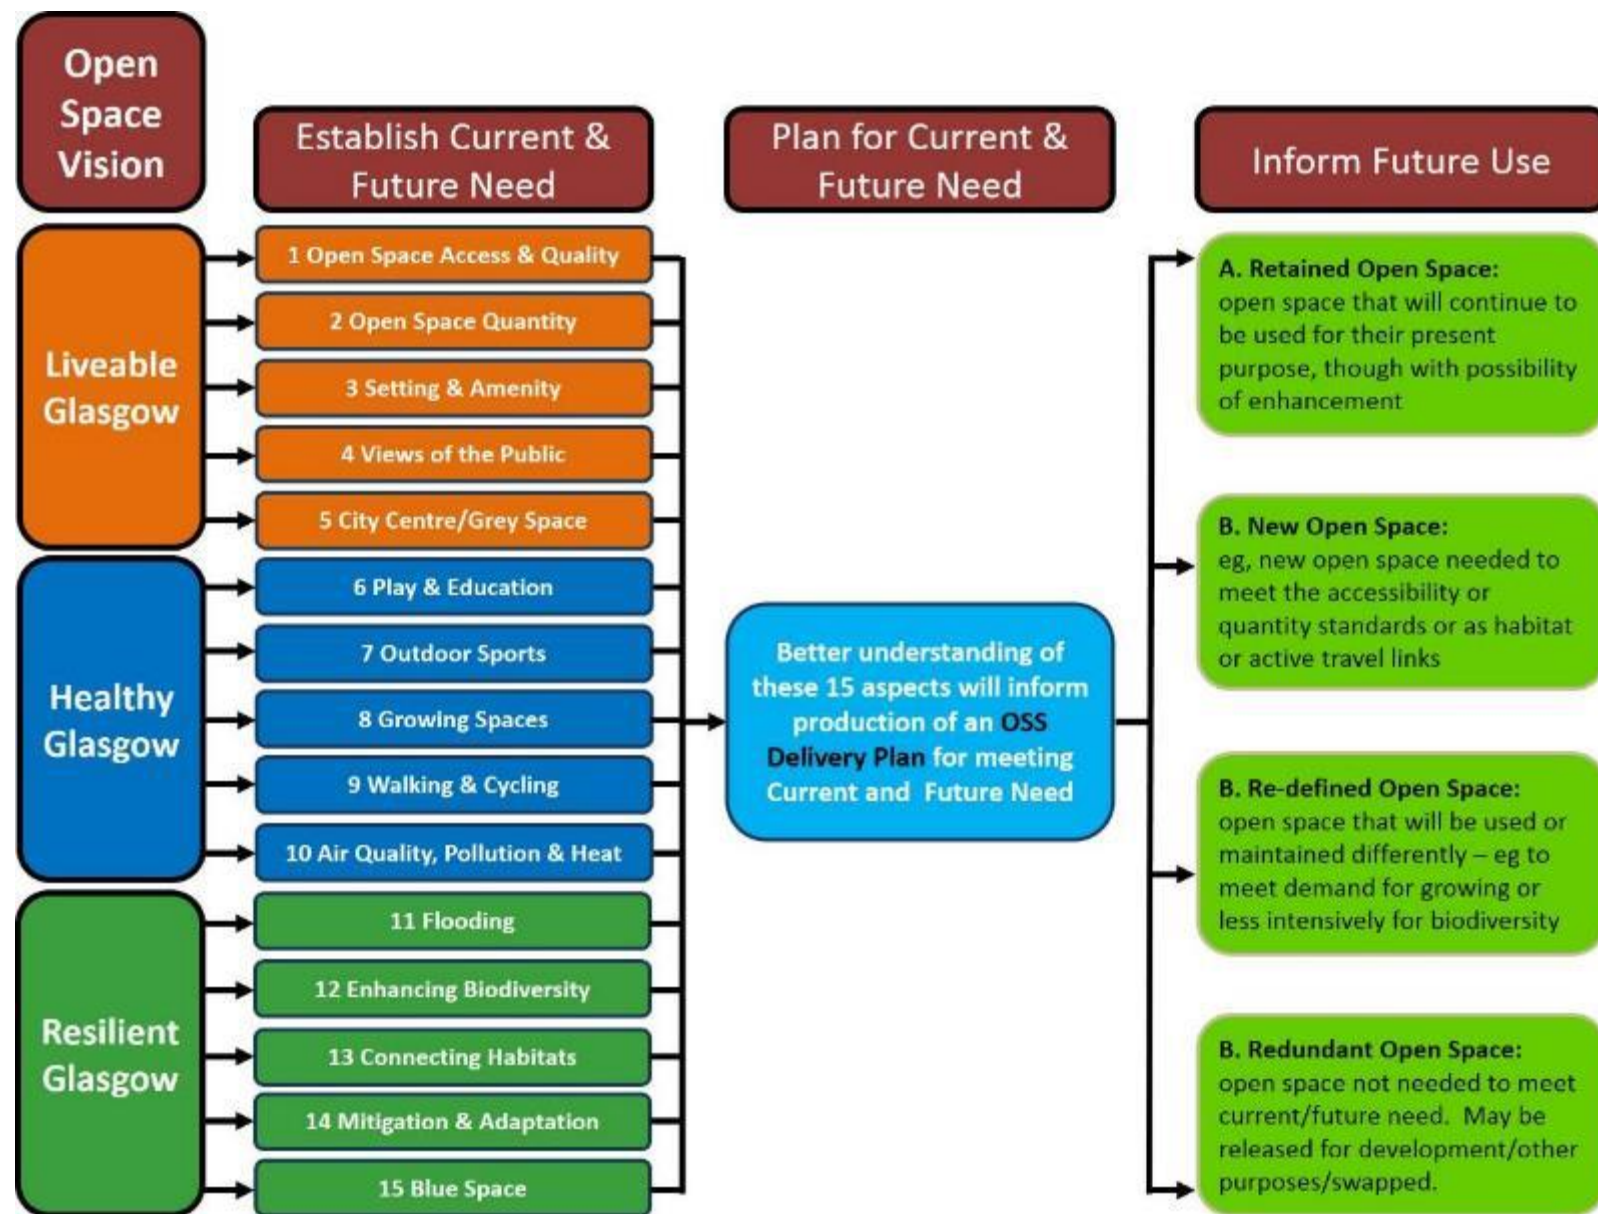 Open
Space
Vision
Establish Current &
Future Need
Plan for Current &
Future Need
Inform Future Use
Liveable
Glasgow
1 Open Space Access & Quality
2 Open Space Quantity
3 Setting & Amenity
4 Views of the Public
5 City Centre/Grey Space
Healthy
Glasgow
6 Play & Education
7 Outdoor Sports
8 Growing Spaces
9 Walking & Cycling
10 Air Quality, Pollution & Heat
Resilient
Glasgow
11 Flooding
12 Enhancing Biodiversity
13 Connecting Habitats
14 Mitigation & Adaptation
15 Blue Space
Better understanding of
these 15 aspects will inform
production of an OSS
Delivery Plan for meeting
Current and Future Need
A. Retained Open Space:
open space that will continue to
be used for their present
purpose, though with possibility
of enhancement
B. New Open Space:
eg, new open space needed to
meet the accessibility or
quantity standards or as habitat
or active travel links
B. Re-defined Open Space:
open space that will be used or
maintained differently – eg to
meet demand for growing or
less intensively for biodiversity
B. Redundant Open Space:
open space not needed to meet
current/future need. May be
released for development/other
purposes/swapped.